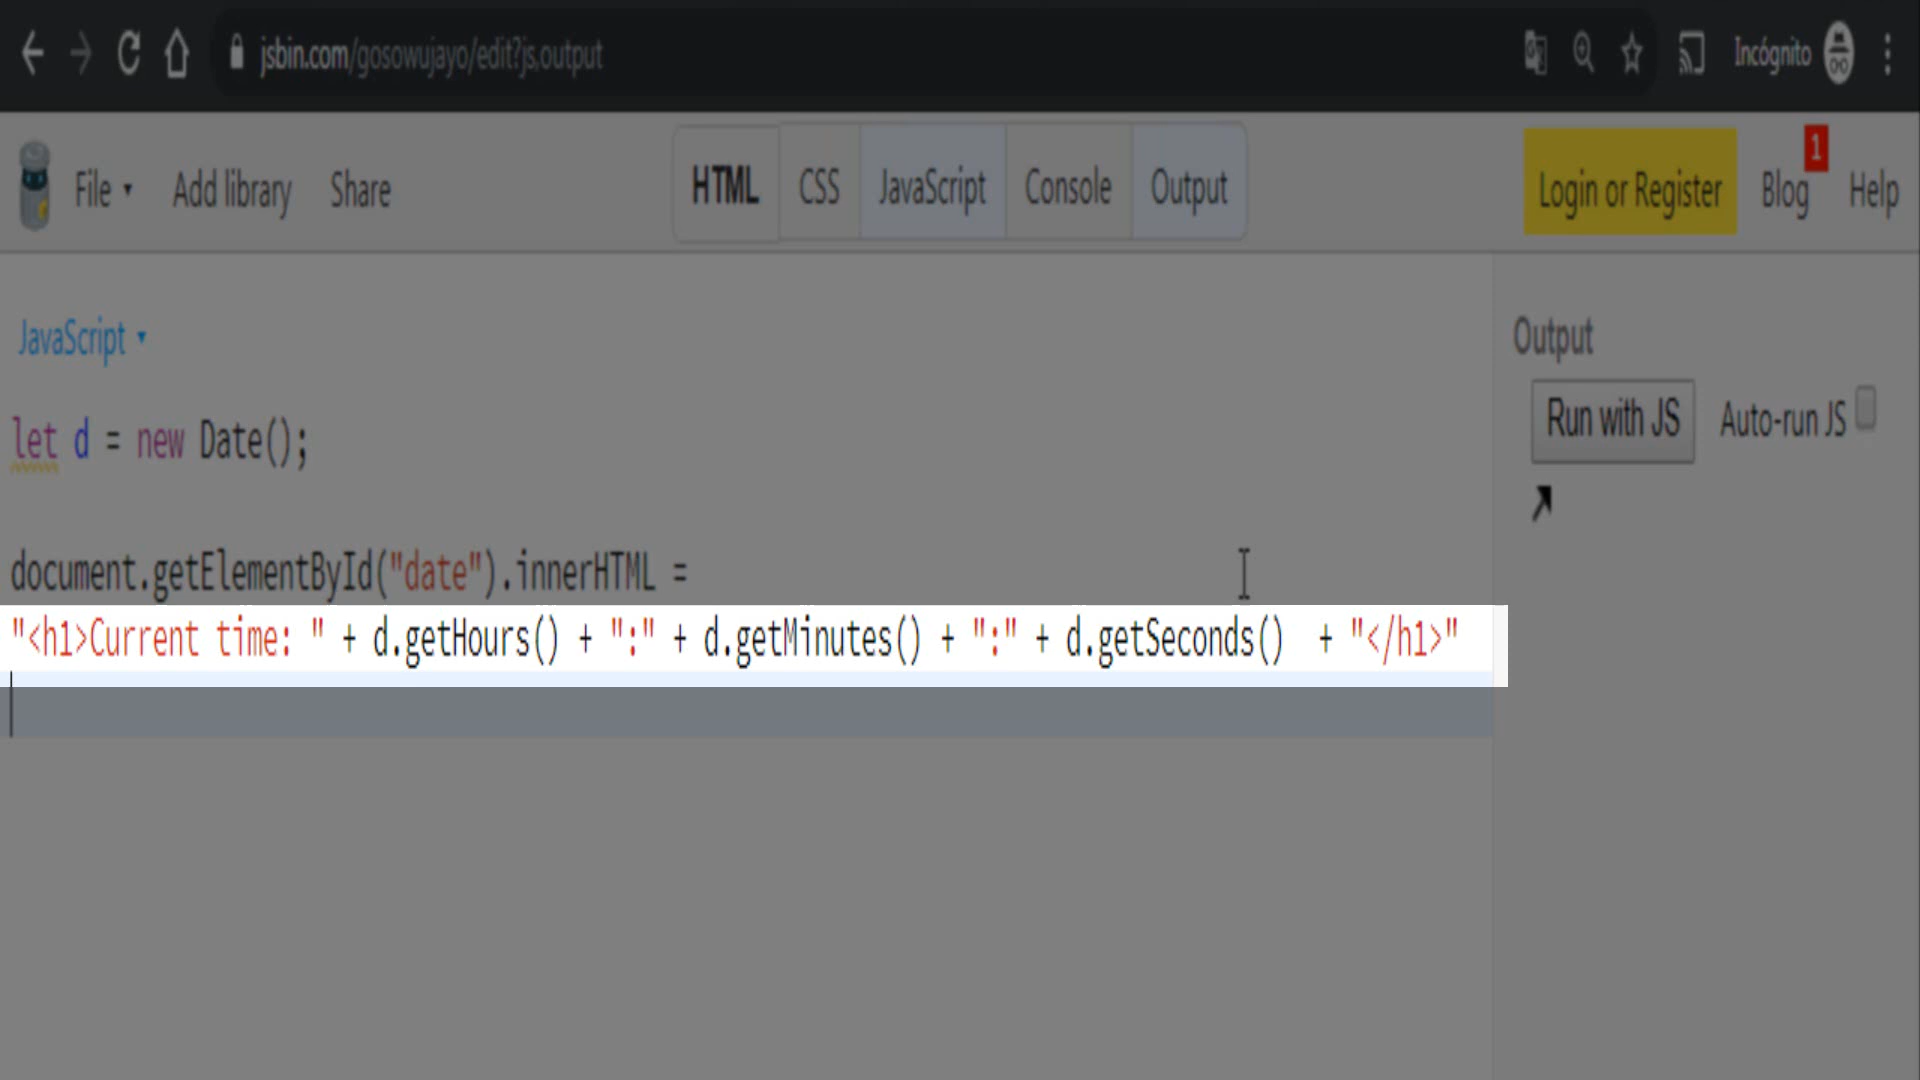 jsbin.com/gosowujayo/edit?js,output
Incógnito
File Add library Share
HTML CSS JavaScript Console Output
Login or Register Blog 1 Help
JavaScript
Output
Run with JS Auto-run JS
let d = new Date();
document.getElementById("date").innerHTML =
"<h1>Current time: " + d.getHours() + ":" + d.getMinutes() + ":" + d.getSeconds()  + "</h1>"